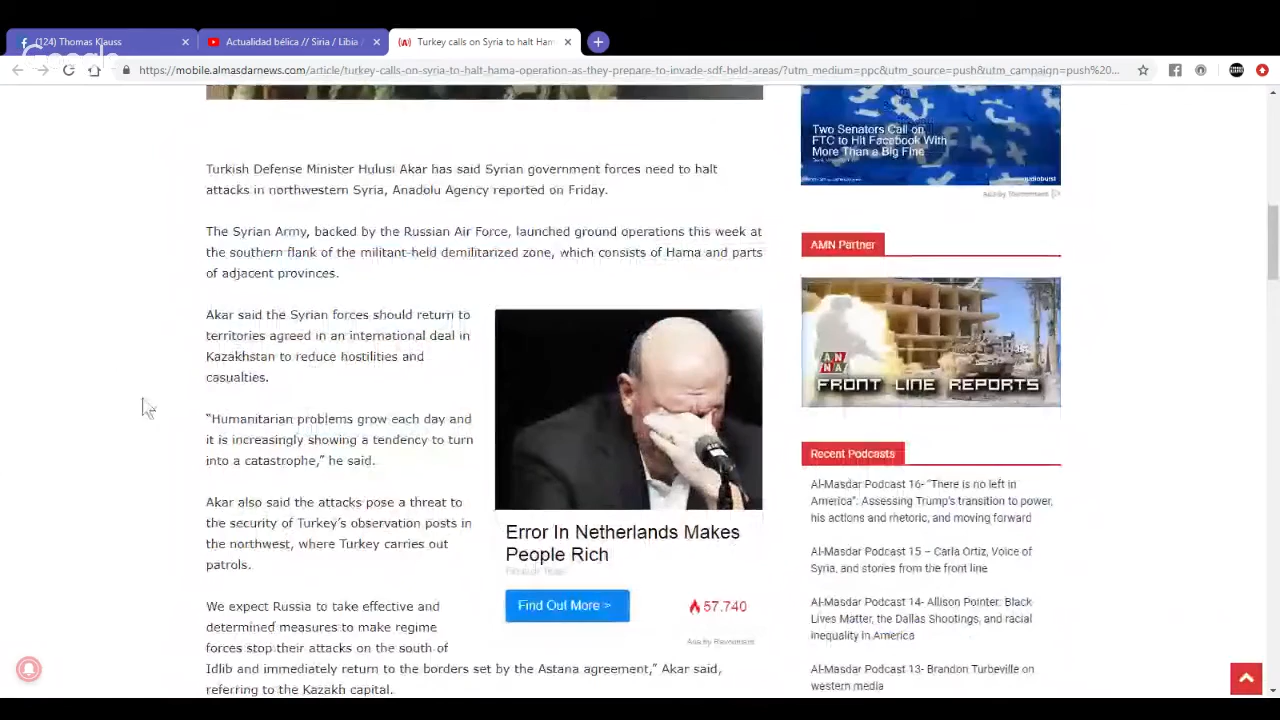 (124) Thomas Klauss
Actualidad bélica // Siria / Libia /
Turkey calls on Syria to halt Ham
Google
https://mobile.almasdarnews.com/article/turkey-calls-on-syria-to-halt-hama-operation-as-they-prepare-to-invade-sdf-held-areas/?utm_medium=ppc&utm_source=push&utm_campaign=push%20...
Turkish Defense Minister Hulusi Akar has said Syrian government forces need to halt
attacks in northwestern Syria, Anadolu Agency reported on Friday.
The Syrian Army, backed by the Russian Air Force, launched ground operations this week at
the southern flank of the militant-held demilitarized zone, which consists of Hama and parts
of adjacent provinces.
Akar said the Syrian forces should return to
territories agreed in an international deal in
Kazakhstan to reduce hostilities and
casualties.
“Humanitarian problems grow each day and
it is increasingly showing a tendency to turn
into a catastrophe,” he said.
Akar also said the attacks pose a threat to
the security of Turkey’s observation posts in
the northwest, where Turkey carries out
patrols.
We expect Russia to take effective and
determined measures to make regime
forces stop their attacks on the south of
Idlib and immediately return to the borders set by the Astana agreement,” Akar said,
referring to the Kazakh capital.
Error In Netherlands Makes
People Rich
Find Out More >
57.740
Ads by Revcontent
Two Senators Call on
FTC to Hit Facebook With
More Than a Big Fine
AMN Partner
ANNA
FRONT LINE REPORTS
Recent Podcasts
Al-Masdar Podcast 16- “There is no left in
America”: Assessing Trump’s transition to power,
his actions and rhetoric, and moving forward
Al-Masdar Podcast 15 – Carla Ortiz, Voice of
Syria, and stories from the front line
Al-Masdar Podcast 14- Allison Pointer: Black
Lives Matter, the Dallas Shootings, and racial
inequality in America
Al-Masdar Podcast 13- Brandon Turbeville on
western media